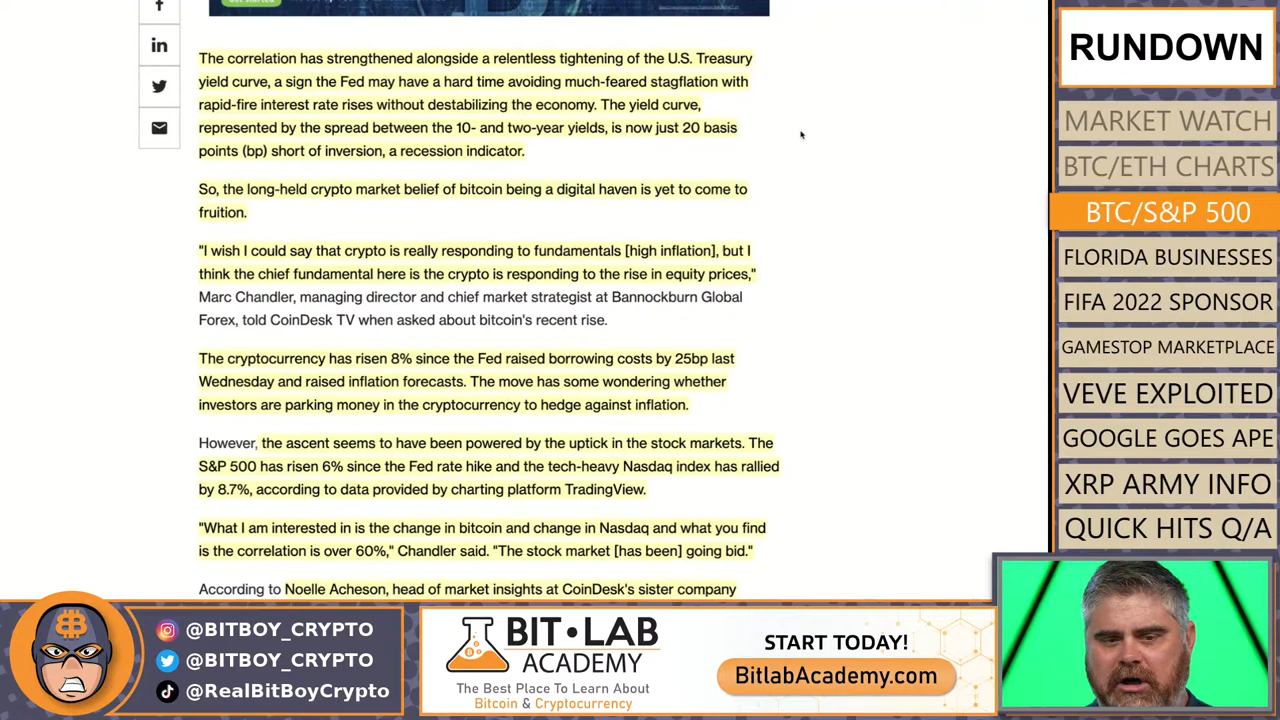 The correlation has strengthened alongside a relentless tightening of the U.S. Treasury
yield curve, a sign the Fed may have a hard time avoiding much-feared stagflation with
rapid-fire interest rate rises without destabilizing the economy. The yield curve,
represented by the spread between the 10- and two-year yields, is now just 20 basis
points (bp) short of inversion, a recession indicator.
So, the long-held crypto market belief of bitcoin being a digital haven is yet to come to
fruition.
"I wish I could say that crypto is really responding to fundamentals [high inflation], but I
think the chief fundamental here is the crypto is responding to the rise in equity prices,"
Marc Chandler, managing director and chief market strategist at Bannockburn Global
Forex, told CoinDesk TV when asked about bitcoin's recent rise.
The cryptocurrency has risen 8% since the Fed raised borrowing costs by 25bp last
Wednesday and raised inflation forecasts. The move has some wondering whether
investors are parking money in the cryptocurrency to hedge against inflation.
However, the ascent seems to have been powered by the uptick in the stock markets. The
S&P 500 has risen 6% since the Fed rate hike and the tech-heavy Nasdaq index has rallied
by 8.7%, according to data provided by charting platform TradingView.
"What I am interested in is the change in bitcoin and change in Nasdaq and what you find
is the correlation is over 60%," Chandler said. "The stock market [has been] going bid."
According to Noelle Acheson, head of market insights at CoinDesk's sister company
RUNDOWN
MARKET WATCH
BTC/ETH CHARTS
BTC/S&P 500
FLORIDA BUSINESSES
FIFA 2022 SPONSOR
GAMESTOP MARKETPLACE
VEVE EXPLOITED
GOOGLE GOES APE
XRP ARMY INFO
QUICK HITS Q/A
@BITBOY_CRYPTO
@BITBOY_CRYPTO
@RealBitBoyCrypto
BIT•LAB
ACADEMY
The Best Place To Learn About
Bitcoin & Cryptocurrency
START TODAY!
BitlabAcademy.com